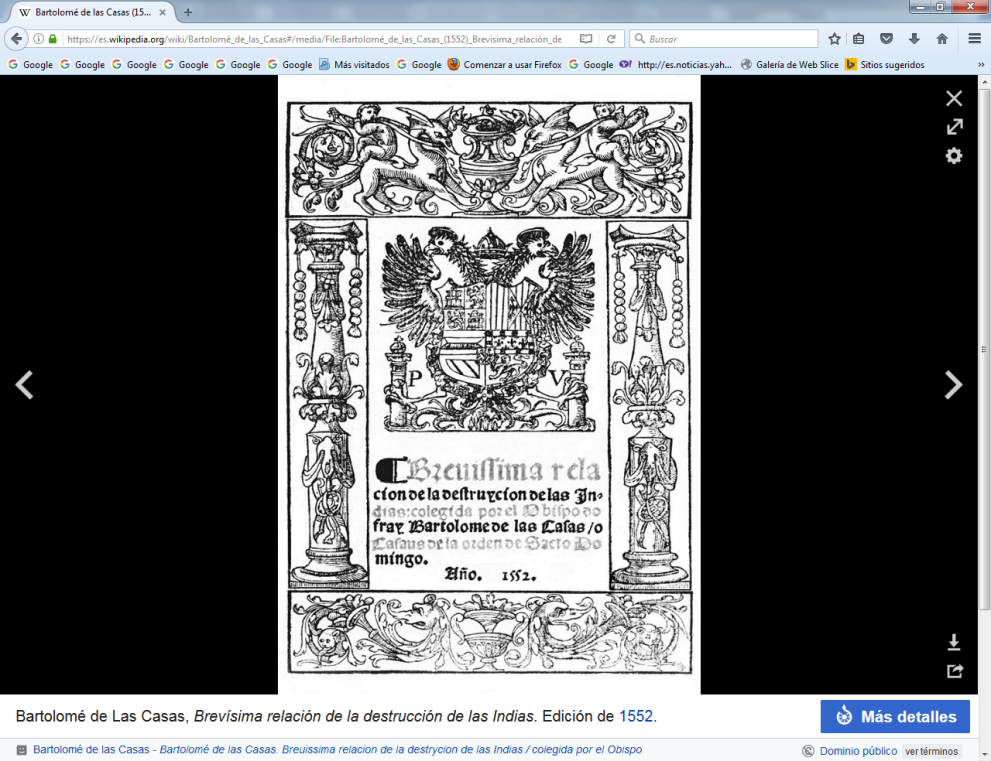 W Bartolomé de las Casas (15...
https://es.wikipedia.org/wiki/Bartolomé_de_las_Casas#/media/File:Bartolomé_de_las_Casas_(1552)_Brevisima_relación_de
Buscar
Google Google Google Google Google Google Más visitados Google Comenzar a usar Firefox Google http://es.noticias.yah... Galería de Web Slice Sitios sugeridos »
P V
Breuissima rela
cion de la destruycion de las In-
dias: colegida por el Obispo do
fray Bartolome de las Casas / o
Casaus de la orden de Sacto Do
mingo.
Año. 1552.
Bartolomé de Las Casas, Brevísima relación de la destrucción de las Indias. Edición de 1552.
Más detalles
Bartolomé de las Casas - Bartolomé de las Casas. Breuissima relacion de la destrycion de las Indias / colegida por el Obispo
Dominio público ver términos